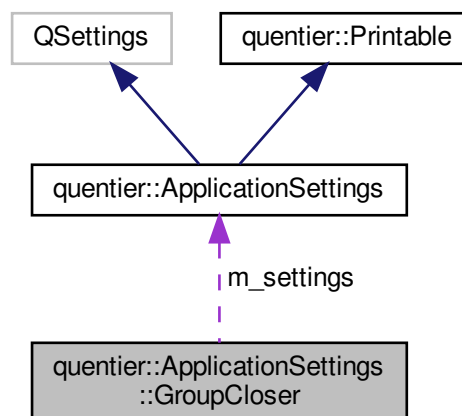 QSettings
quentier::Printable
quentier::ApplicationSettings
m_settings
quentier::ApplicationSettings
::GroupCloser